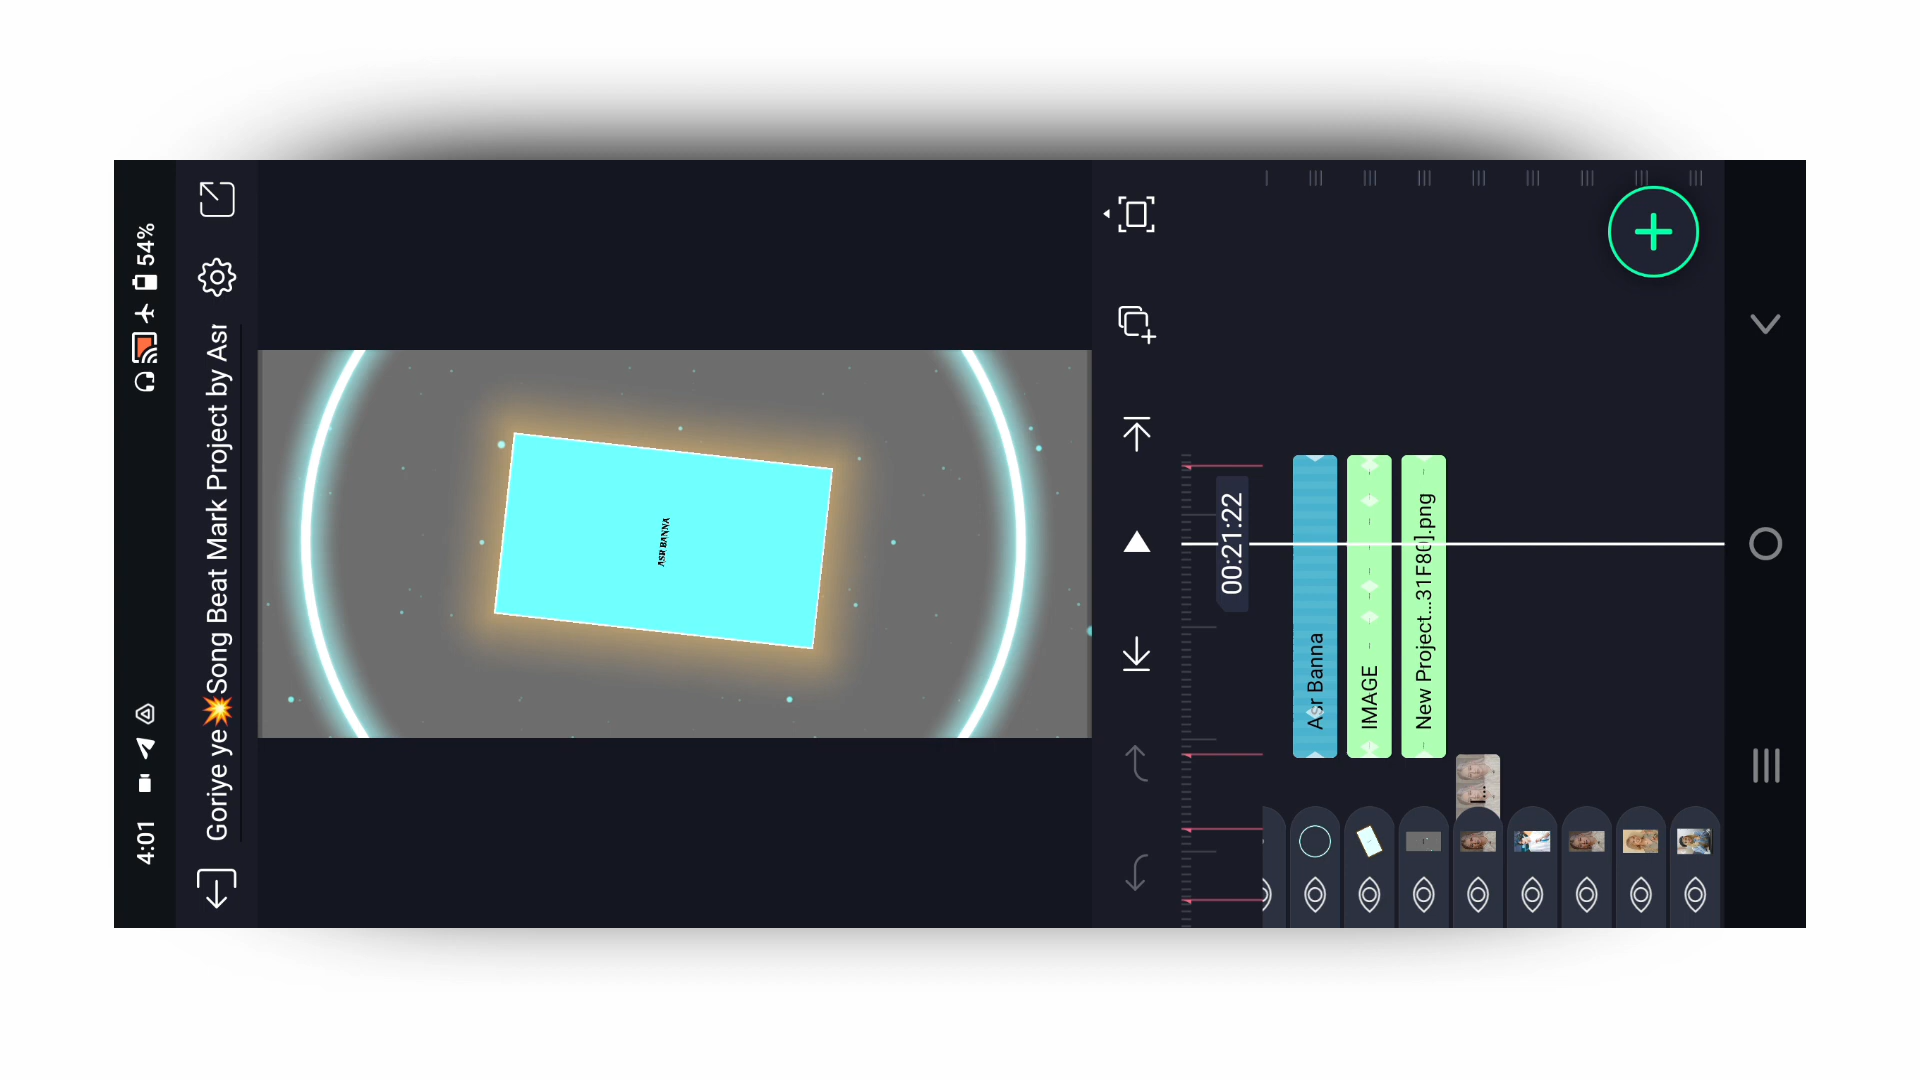 4:01
54%
Goriye ye💥Song Beat Mark Project by Asr
ASR BANNA
00:21:22
Asr Banna
IMAGE
New Project...31F80].png